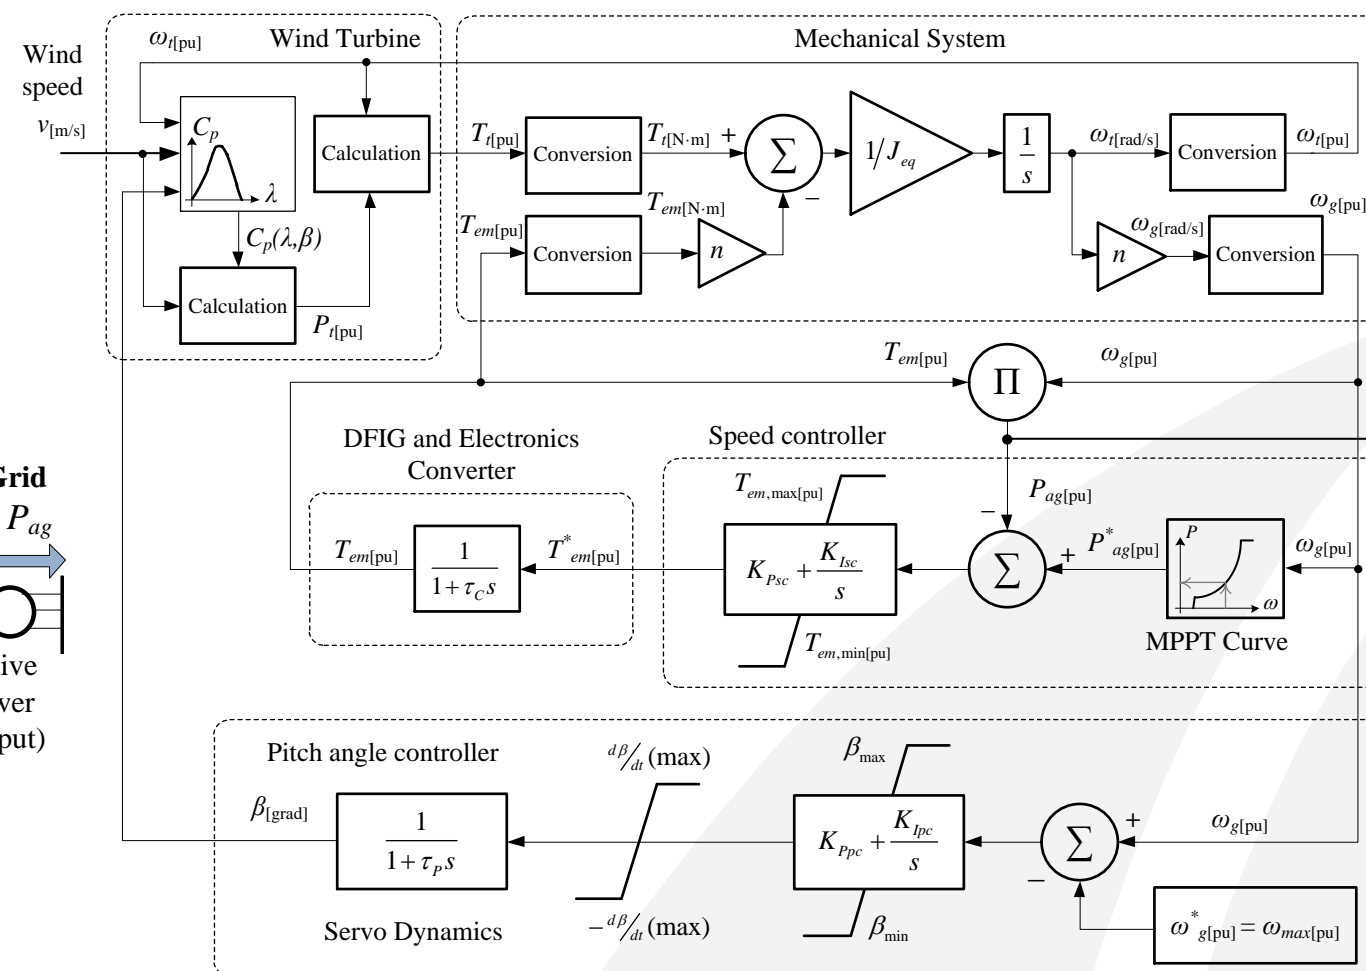 Wind
speed
v[m/s]
ωt[pu]
Wind Turbine
Cp
λ
Calculation
Cp(λ,β)
Calculation
Pt[pu]
Mechanical System
Tt[pu]
Conversion
Tt[N·m]
+
Σ
−
1/Jeq
1
s
ωt[rad/s]
Conversion
ωt[pu]
Tem[pu]
Conversion
Tem[N·m]
n
n
ωg[rad/s]
Conversion
ωg[pu]
Tem[pu]
Π
ωg[pu]
DFIG and Electronics
Converter
Tem[pu]
1
1+τC s
T*em[pu]
Speed controller
Tem,max[pu]
KPsc + KIsc
s
Tem,min[pu]
−
Pag[pu]
Σ
+
P*ag[pu]
P
ω
ωg[pu]
MPPT Curve
Grid
Pag
ive
wer
put)
Pitch angle controller
β[grad]
1
1+τP s
Servo Dynamics
dβ/dt (max)
−dβ/dt (max)
βmax
KPpc + KIpc
s
βmin
Σ
+
−
ωg[pu]
ω*g[pu] = ωmax[pu]